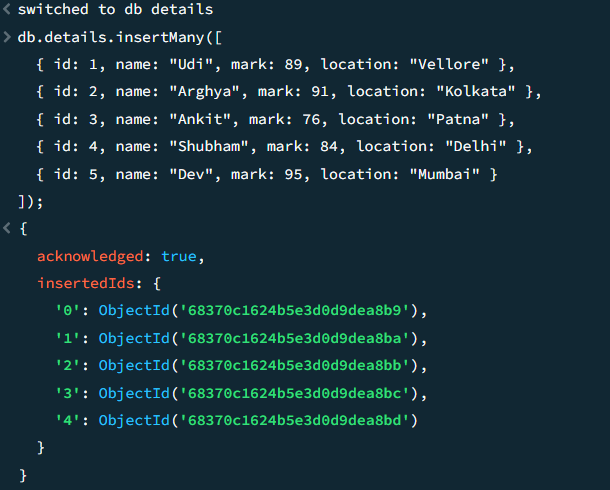 switched to db details
db.details.insertMany([
{ id: 1, name: "Udi", mark: 89, location: "Vellore" },
{ id: 2, name: "Arghya", mark: 91, location: "Kolkata" },
{ id: 3, name: "Ankit", mark: 76, location: "Patna" },
{ id: 4, name: "Shubham", mark: 84, location: "Delhi" },
{ id: 5, name: "Dev", mark: 95, location: "Mumbai" }
]);
{
acknowledged: true,
insertedIds: {
'0': ObjectId('68370c1624b5e3d0d9dea8b9'),
'1': ObjectId('68370c1624b5e3d0d9dea8ba'),
'2': ObjectId('68370c1624b5e3d0d9dea8bb'),
'3': ObjectId('68370c1624b5e3d0d9dea8bc'),
'4': ObjectId('68370c1624b5e3d0d9dea8bd')
}
}